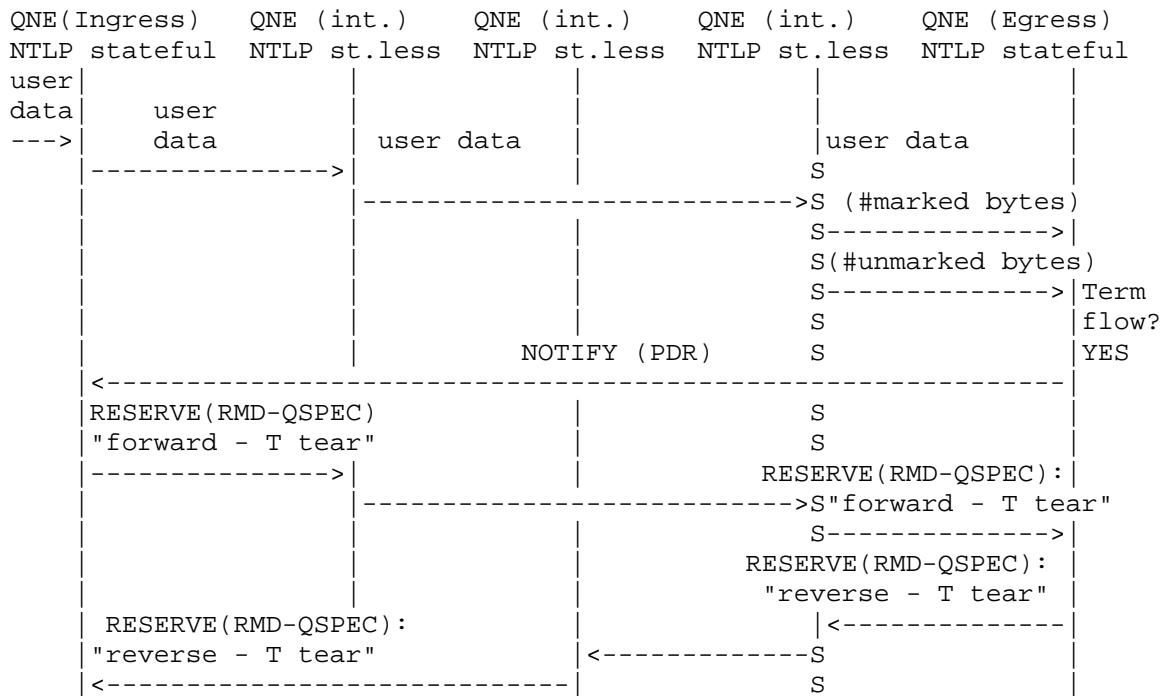 QNE(Ingress)   QNE (int.)   QNE (int.)   QNE (int.)   QNE (Egress)
NTLP stateful  NTLP st.less  NTLP st.less  NTLP st.less  NTLP stateful
user|
data|    user
--->|    data    | user data    |user data
|--------------->|    S
|--------------------------->S (#marked bytes)
S-------------->|
S(#unmarked bytes)
S-------------->|Term
S    |flow?
NOTIFY (PDR)    S    |YES
|<------------------------------------------------------------|
|RESERVE(RMD-QSPEC)    S
|"forward - T tear"    S
|--------------->|    RESERVE(RMD-QSPEC):|
|--------------------------->S"forward - T tear"
S-------------->|
RESERVE(RMD-QSPEC):
"reverse - T tear"
RESERVE(RMD-QSPEC):    |<--------------|
|"reverse - T tear"    |<-------------S
|<-----------------------------|    S